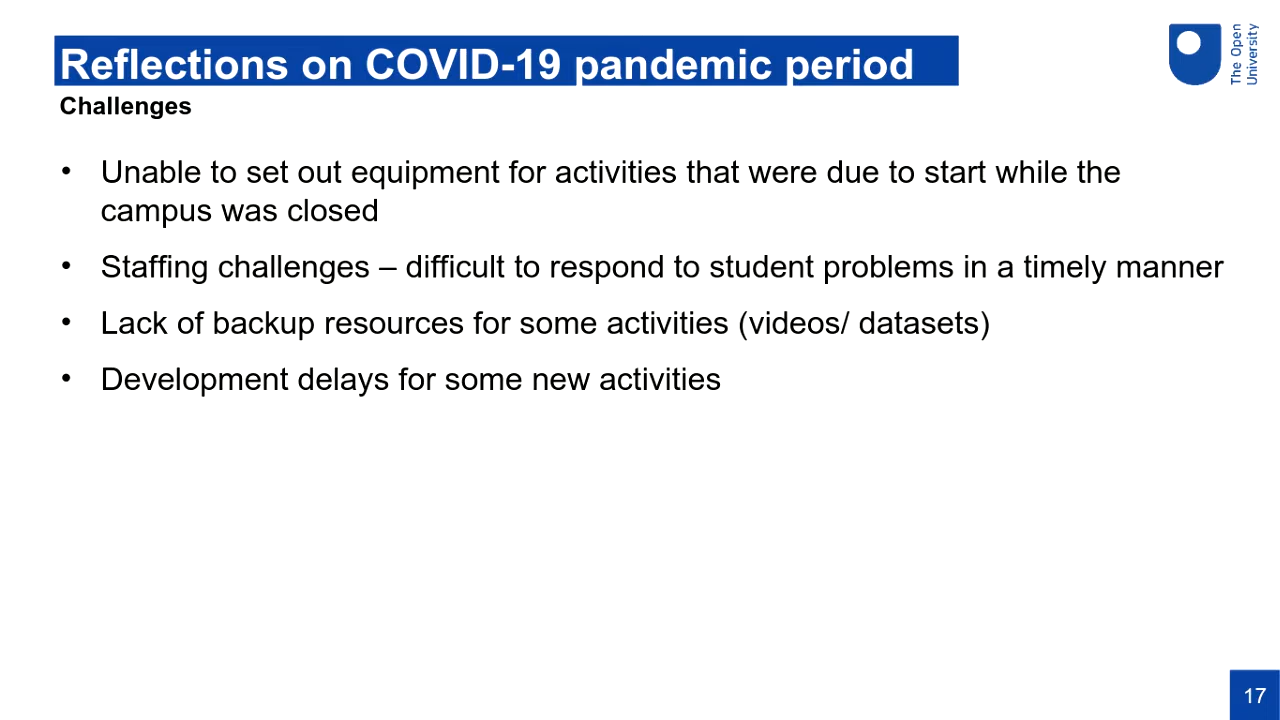 Reflections on COVID-19 pandemic period
The Open
University
Challenges
• Unable to set out equipment for activities that were due to start while the
campus was closed
• Staffing challenges – difficult to respond to student problems in a timely manner
• Lack of backup resources for some activities (videos/ datasets)
• Development delays for some new activities
17